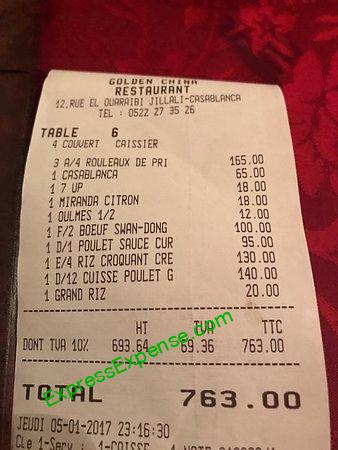 GOLDEN CHINA
RESTAURANT
12,RUE EL OUARAIBI JILLALI-CASABLANCA
TEL : 0522 27 35 26
TABLE 6
4 COUVERT CAISSIER
3 A/4 ROULEAUX DE PRI 165.00
1 CASABLANCA 65.00
1 7 UP 18.00
1 MIRANDA CITRON 18.00
1 OULMES 1/2 12.00
1 F/2 BOEUF SWAN-DONG 100.00
1 D/1 POULET SAUCE CUR 95.00
1 E/4 RIZ CROQUANT CRE 130.00
1 D/12 CUISSE POULET G 140.00
1 GRAND RIZ 20.00
HT TVA TTC
DONT TVA 10% 693.64 69.36 763.00
ExpressExpense.com
TOTAL 763.00
JEUDI 05-01-2017 23:16:30
Cle 1-Serv : 1-CAISSE